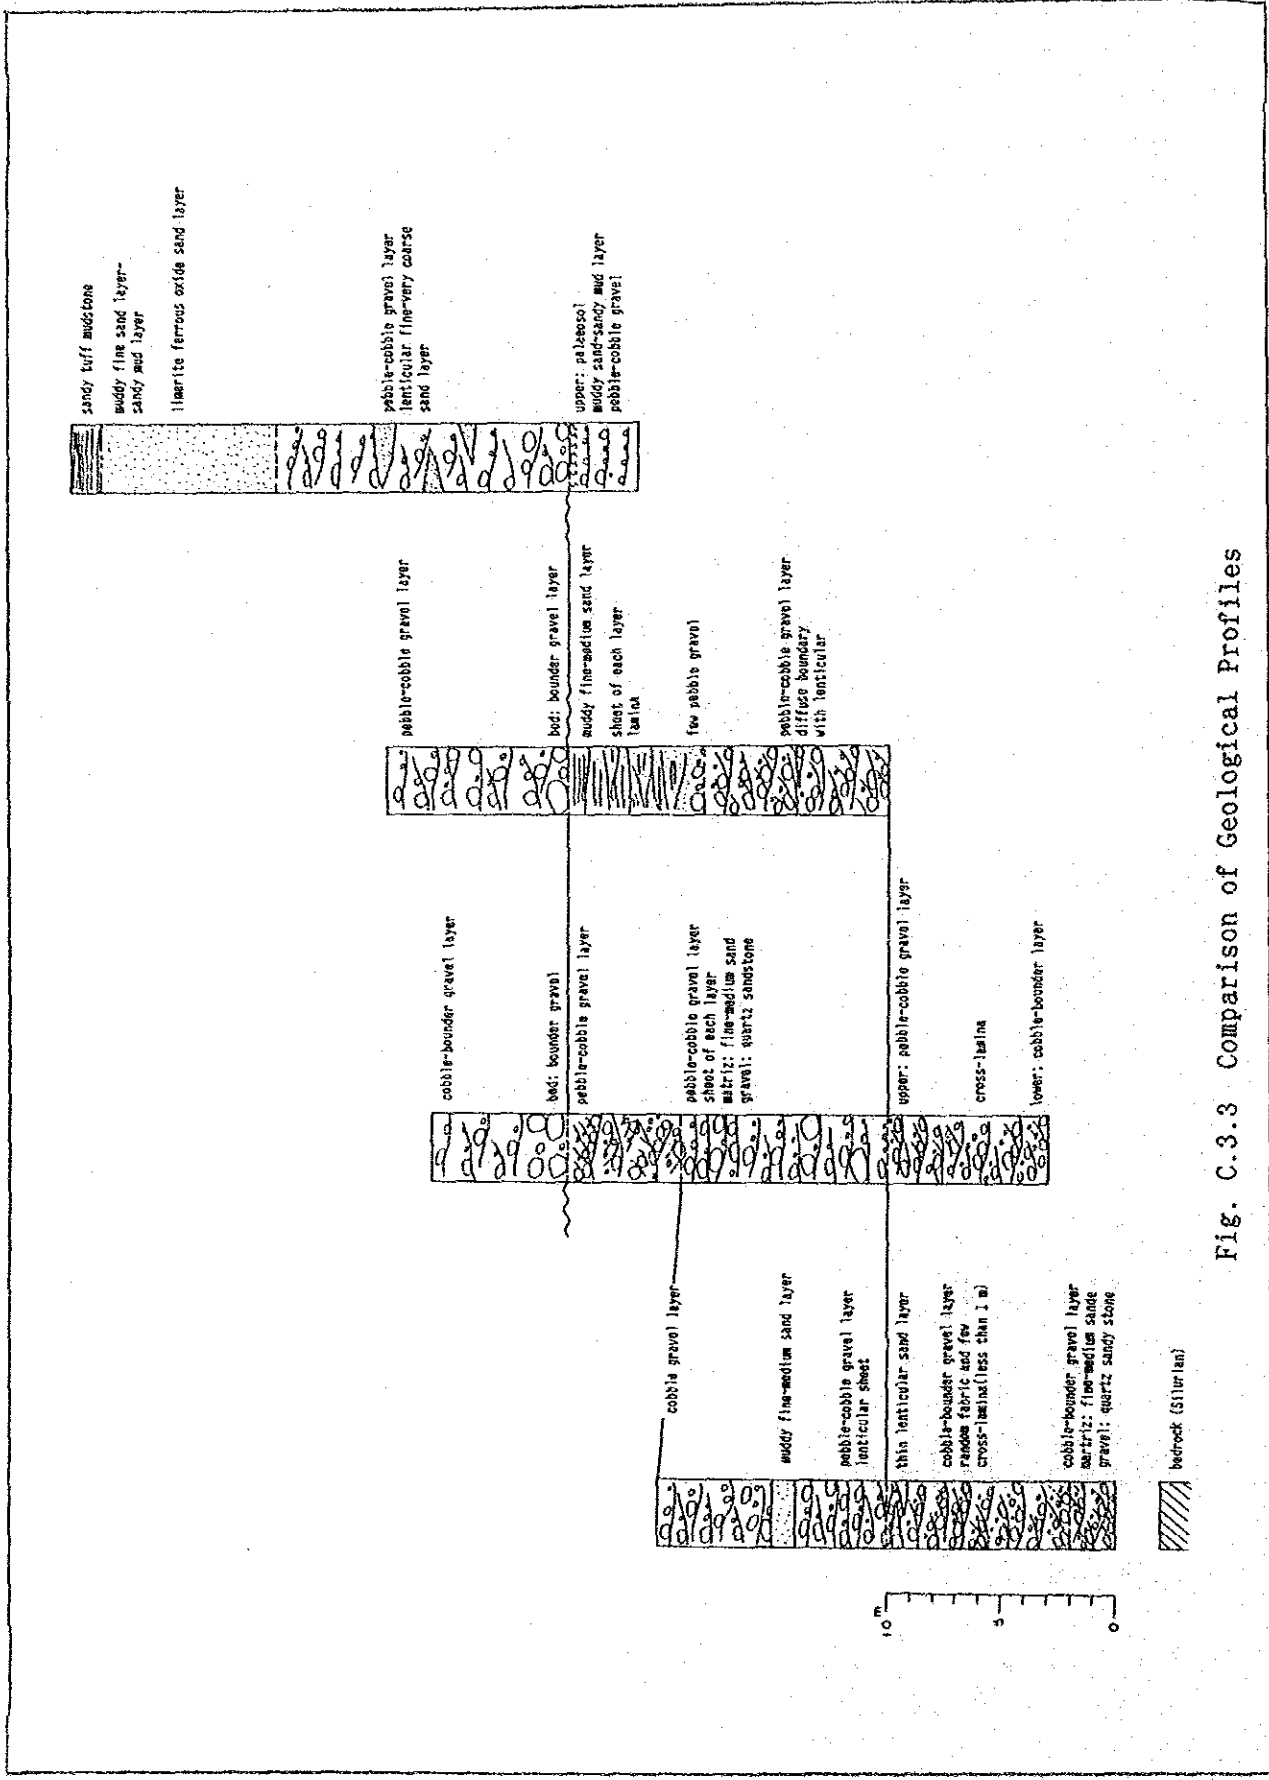 cobble gravel layer
muddy fine-medium sand layer
pebble-cobble gravel layer
lenticular sheet
thin lenticular sand layer
cobble-bounder gravel layer
random fabric and few
cross-lamina(less than 1 m)
cobble-bounder gravel layer
martriz: fine-medium sande
gravel: quartz sandy stone
bedrock (Silurian)
10 m
5
0
cobble-bounder gravel layer
bed: bounder gravel
pebble-cobble gravel layer
pebble-cobble gravel layer
sheet of each layer
matriz: fine-medium sand
gravel: quartz sandstone
upper: pebble-cobble gravel layer
cross-lamina
lower: cobble-bounder layer
pebble-cobble gravel layer
bed: bounder gravel layer
muddy fine-medium sand layer
sheet of each layer
lamina
few pebble gravel
pebble-cobble gravel layer
diffuse boundary
with lenticular
sandy tuff mudstone
muddy fine sand layer-
sandy mud layer
limerite ferrous oxide sand layer
pebble-cobble gravel layer
lenticular fine-very coarse
sand layer
upper: paleeosol
muddy sand-sandy mud layer
pebble-cobble gravel
Fig. C.3.3 Comparison of Geological Profiles